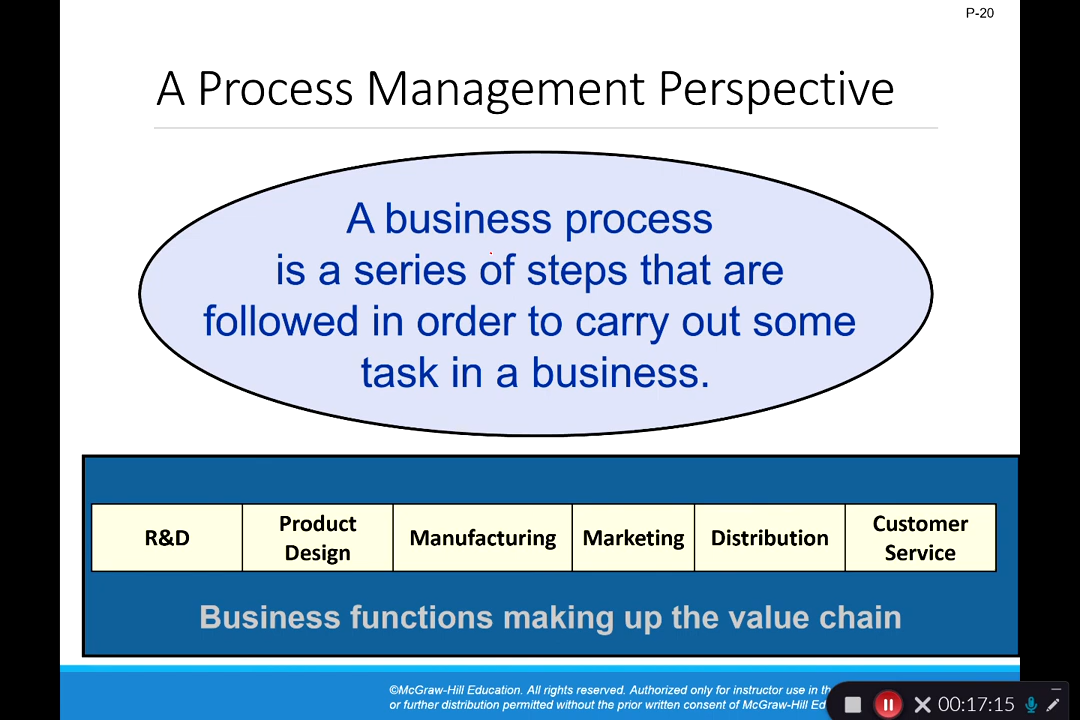 P-20
A Process Management Perspective
A business process
is a series of steps that are
followed in order to carry out some
task in a business.
R&D
Product
Design
Manufacturing
Marketing
Distribution
Customer
Service
Business functions making up the value chain
©McGraw-Hill Education. All rights reserved. Authorized only for instructor use in
or further distribution permitted without the prior written consent of McGraw-Hill
00:17:15